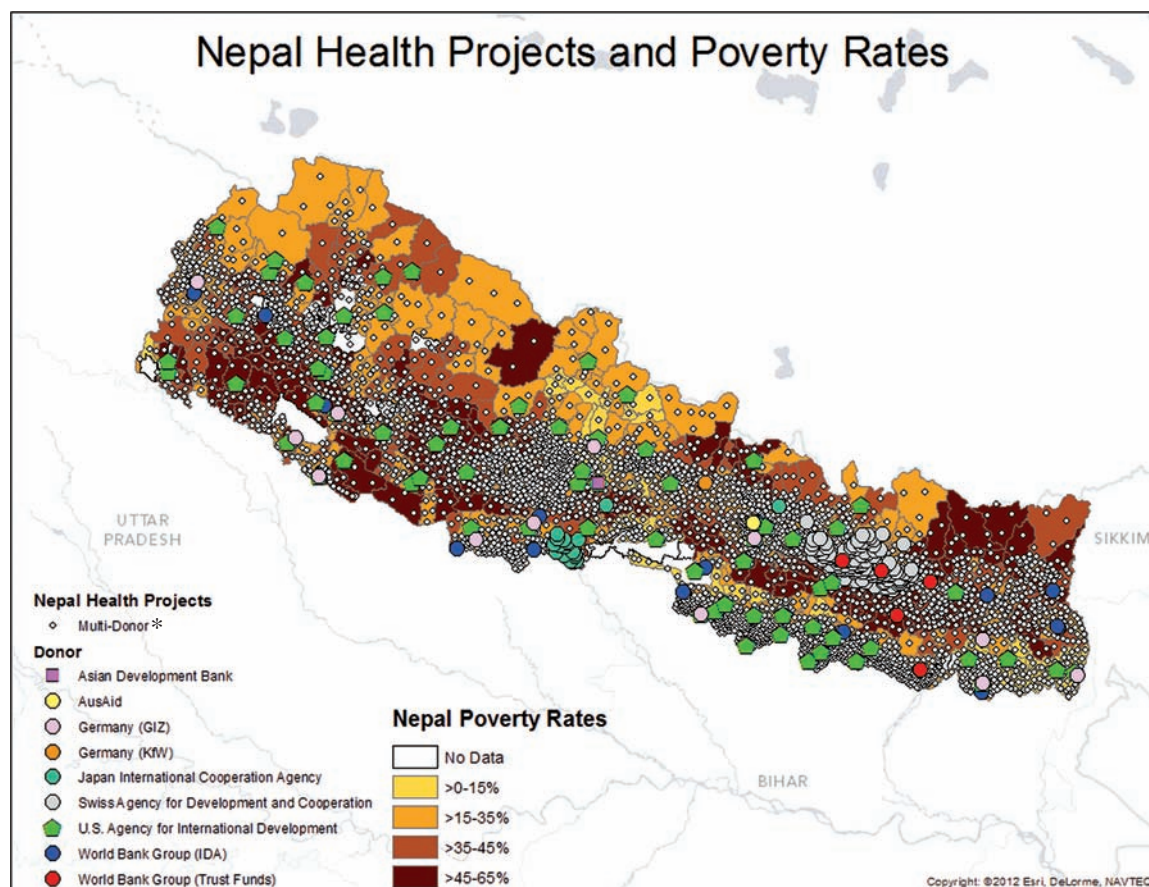 Nepal Health Projects and Poverty Rates
UTTAR
PRADESH
SIKKIM
BIHAR
Nepal Health Projects
Multi-Donor*
Donor
Asian Development Bank
AusAid
Germany (GIZ)
Germany (KfW)
Japan International Cooperation Agency
Swiss Agency for Development and Cooperation
U.S. Agency for International Development
World Bank Group (IDA)
World Bank Group (Trust Funds)
Nepal Poverty Rates
No Data
>0-15%
>15-35%
>35-45%
>45-65%
Copyright: ©2012 Esri, DeLorme, NAVTEQ